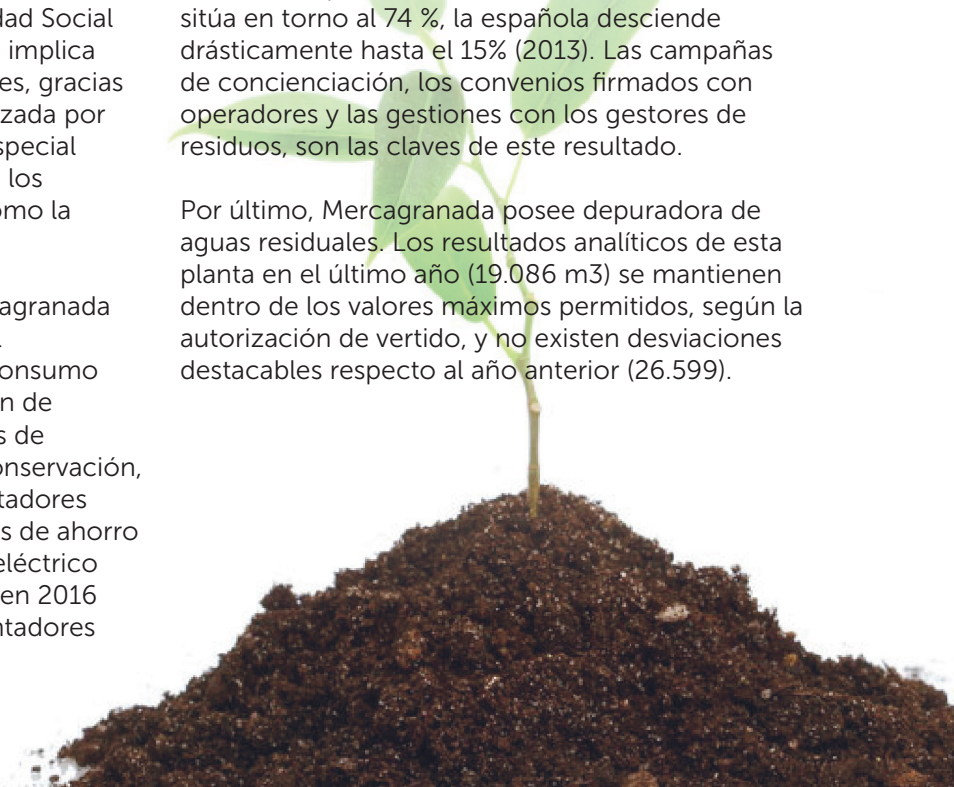 dad Social
implica
es, gracias
zada por
special
los
omo la
agranada
onsumo
n de
s de
onservación,
tadores
s de ahorro
eléctrico
en 2016
ntadores
sitúa en torno al 74 %, la española desciende
drásticamente hasta el 15% (2013). Las campañas
de concienciación, los convenios firmados con
operadores y las gestiones con los gestores de
residuos, son las claves de este resultado.
Por último, Mercagranada posee depuradora de
aguas residuales. Los resultados analíticos de esta
planta en el último año (19.086 m3) se mantienen
dentro de los valores máximos permitidos, según la
autorización de vertido, y no existen desviaciones
destacables respecto al año anterior (26.599).